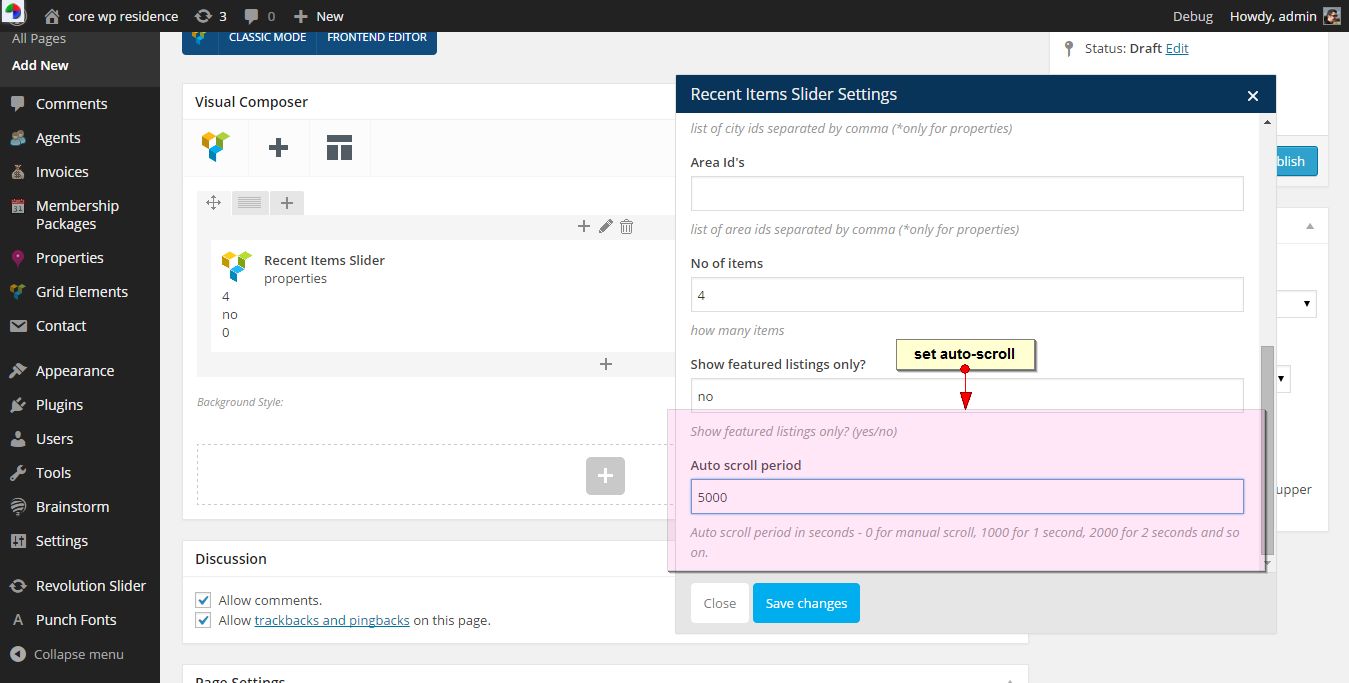 core wp residence
3
0
New
Debug
Howdy, admin
All Pages
Add New
Comments
Agents
Invoices
Membership
Packages
Properties
Grid Elements
Contact
Appearance
Plugins
Users
Tools
Brainstorm
Settings
Revolution Slider
Punch Fonts
Collapse menu
CLASSIC MODE
FRONTEND EDITOR
Visual Composer
Recent Items Slider
properties
4
no
0
Background Style:
Discussion
Allow comments.
Allow trackbacks and pingbacks on this page.
Page Settings
Status: Draft Edit
blish
upper
Recent Items Slider Settings
list of city ids separated by comma (*only for properties)
Area Id's
list of area ids separated by comma (*only for properties)
No of items
4
how many items
set auto-scroll
Show featured listings only?
no
Show featured listings only? (yes/no)
Auto scroll period
5000
Auto scroll period in seconds - 0 for manual scroll, 1000 for 1 second, 2000 for 2 seconds and so
on.
Close
Save changes